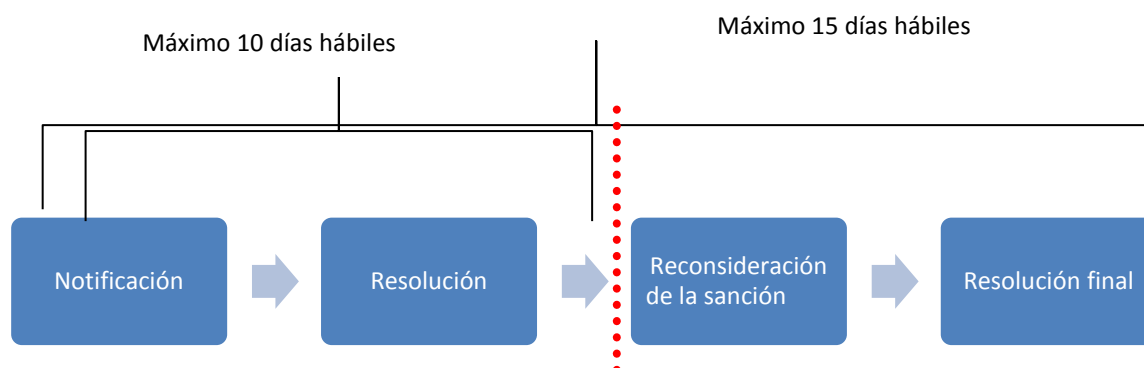 Máximo 10 días hábiles
Máximo 15 días hábiles
Notificación
Resolución
Reconsideración
de la sanción
Resolución final